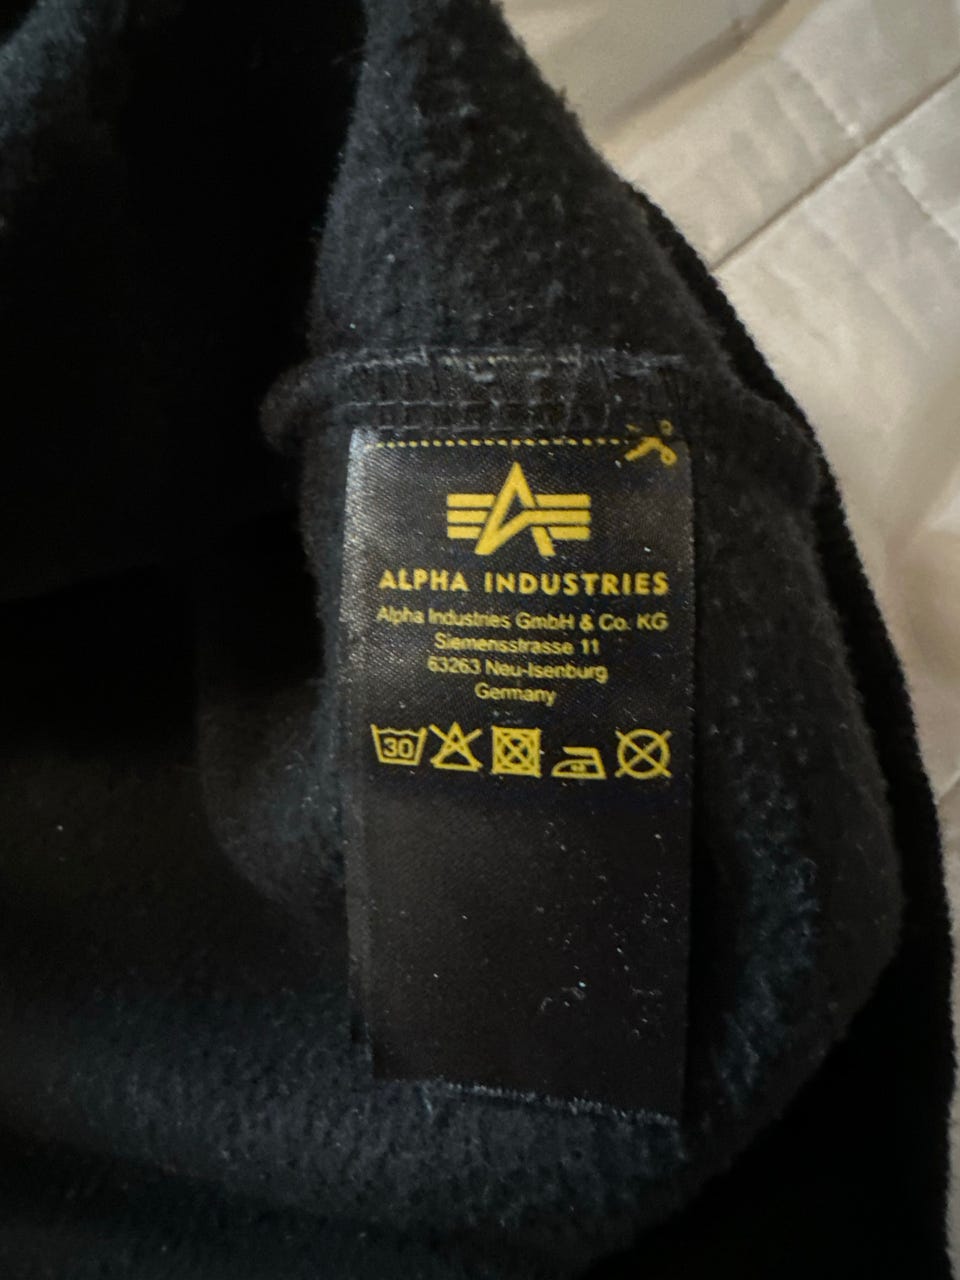 ALPHA INDUSTRIES
Alpha Industries GmbH & Co. KG
Siemensstrasse 11
63263 Neu-Isenburg
Germany
30